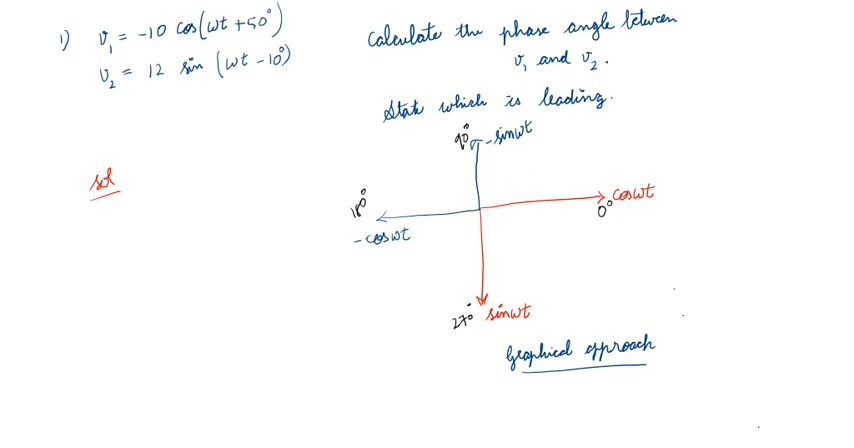 1) v₁ = -10 cos(ωt + 50°)
v₂ = 12 sin (ωt - 10°)
Calculate the phase angle between
v₁ and v₂.
State which is leading.
sol
90° -sinωt
180°
-cosωt
0° cosωt
270° sinωt
Graphical approach